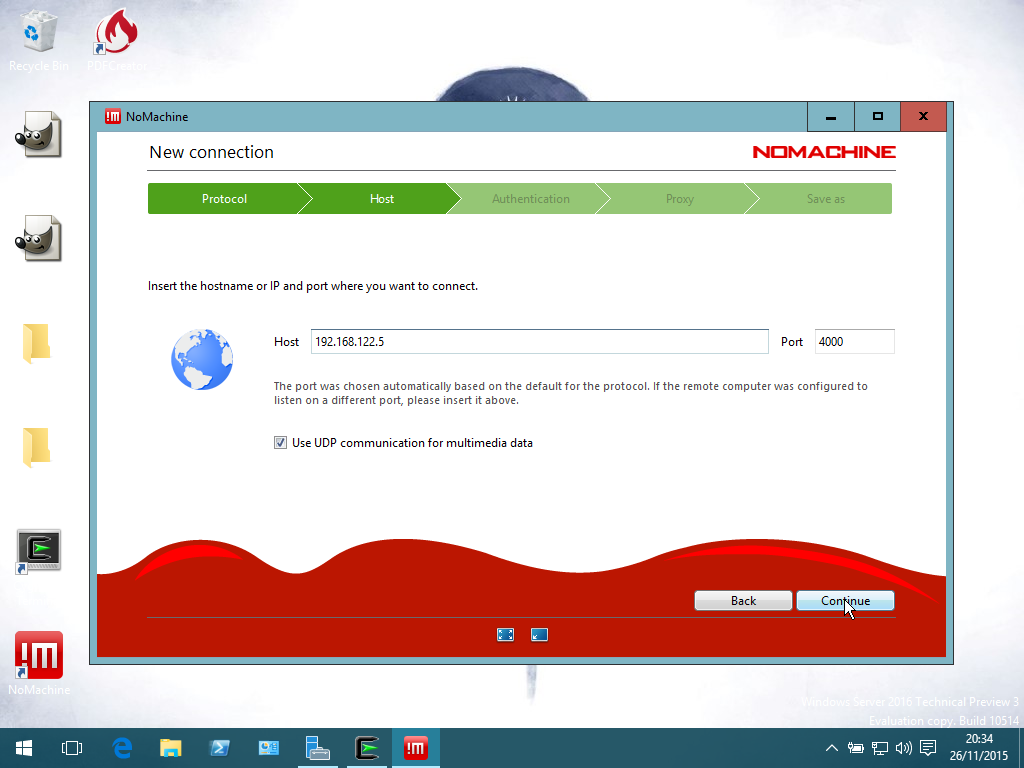 Recycle Bin
PDFCreator
NoMachine
New connection
NOMACHINE
Protocol
Host
Authentication
Proxy
Save as
Insert the hostname or IP and port where you want to connect.
Host
192.168.122.5
Port
4000
The port was chosen automatically based on the default for the protocol. If the remote computer was configured to
listen on a different port, please insert it above.
Use UDP communication for multimedia data
Back
Continue
!M
NoMachine
Windows Server 2016 Technical Preview 3
Evaluation copy. Build 10514
20:34
26/11/2015